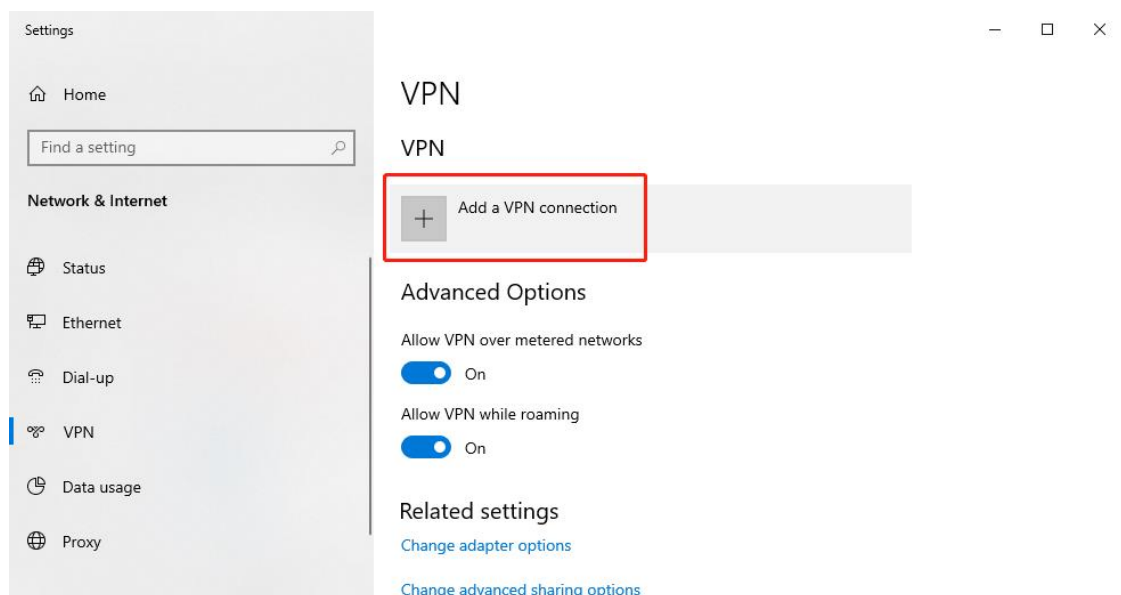 Settings
Home
Find a setting
Network & Internet
Status
Ethernet
Dial-up
VPN
Data usage
Proxy
VPN
VPN
Add a VPN connection
Advanced Options
Allow VPN over metered networks
On
Allow VPN while roaming
On
Related settings
Change adapter options
Change advanced sharing options